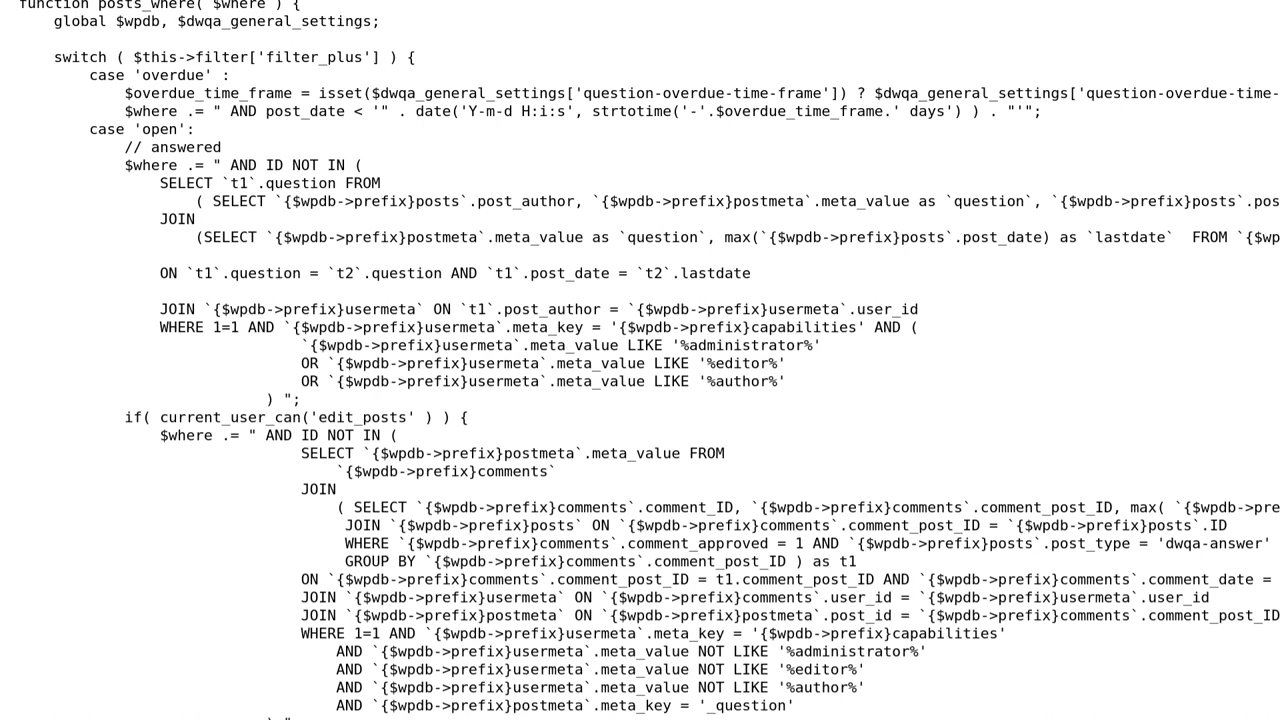 function posts_where( $where ) {
    global $wpdb, $dwqa_general_settings;

    switch ( $this->filter['filter_plus'] ) {
        case 'overdue' :
            $overdue_time_frame = isset($dwqa_general_settings['question-overdue-time-frame']) ? $dwqa_general_settings['question-overdue-time-
            $where .= " AND post_date < '" . date('Y-m-d H:i:s', strtotime('-'.$overdue_time_frame.' days') ) . "'";
        case 'open':
            // answered
            $where .= " AND ID NOT IN (
                SELECT `t1`.question FROM
                    ( SELECT `{$wpdb->prefix}posts`.post_author, `{$wpdb->prefix}postmeta`.meta_value as `question`, `{$wpdb->prefix}posts`.pos
                JOIN
                    (SELECT `{$wpdb->prefix}postmeta`.meta_value as `question`, max(`{$wpdb->prefix}posts`.post_date) as `lastdate`  FROM `{$wp

                ON `t1`.question = `t2`.question AND `t1`.post_date = `t2`.lastdate

                JOIN `{$wpdb->prefix}usermeta` ON `t1`.post_author = `{$wpdb->prefix}usermeta`.user_id
                WHERE 1=1 AND `{$wpdb->prefix}usermeta`.meta_key = '{$wpdb->prefix}capabilities' AND (
                                `{$wpdb->prefix}usermeta`.meta_value LIKE '%administrator%'
                                OR `{$wpdb->prefix}usermeta`.meta_value LIKE '%editor%'
                                OR `{$wpdb->prefix}usermeta`.meta_value LIKE '%author%'
                            ) ";
            if( current_user_can('edit_posts' ) ) {
                $where .= " AND ID NOT IN (
                                SELECT `{$wpdb->prefix}postmeta`.meta_value FROM
                                    `{$wpdb->prefix}comments`
                                JOIN
                                    ( SELECT `{$wpdb->prefix}comments`.comment_ID, `{$wpdb->prefix}comments`.comment_post_ID, max( `{$wpdb->pre
                                     JOIN `{$wpdb->prefix}posts` ON `{$wpdb->prefix}comments`.comment_post_ID = `{$wpdb->prefix}posts`.ID
                                     WHERE `{$wpdb->prefix}comments`.comment_approved = 1 AND `{$wpdb->prefix}posts`.post_type = 'dwqa-answer'
                                     GROUP BY `{$wpdb->prefix}comments`.comment_post_ID ) as t1
                                ON `{$wpdb->prefix}comments`.comment_post_ID = t1.comment_post_ID AND `{$wpdb->prefix}comments`.comment_date =
                                JOIN `{$wpdb->prefix}usermeta` ON `{$wpdb->prefix}comments`.user_id = `{$wpdb->prefix}usermeta`.user_id
                                JOIN `{$wpdb->prefix}postmeta` ON `{$wpdb->prefix}postmeta`.post_id = `{$wpdb->prefix}comments`.comment_post_ID
                                WHERE 1=1 AND `{$wpdb->prefix}usermeta`.meta_key = '{$wpdb->prefix}capabilities'
                                    AND `{$wpdb->prefix}usermeta`.meta_value NOT LIKE '%administrator%'
                                    AND `{$wpdb->prefix}usermeta`.meta_value NOT LIKE '%editor%'
                                    AND `{$wpdb->prefix}usermeta`.meta_value NOT LIKE '%author%'
                                    AND `{$wpdb->prefix}postmeta`.meta_key = '_question'